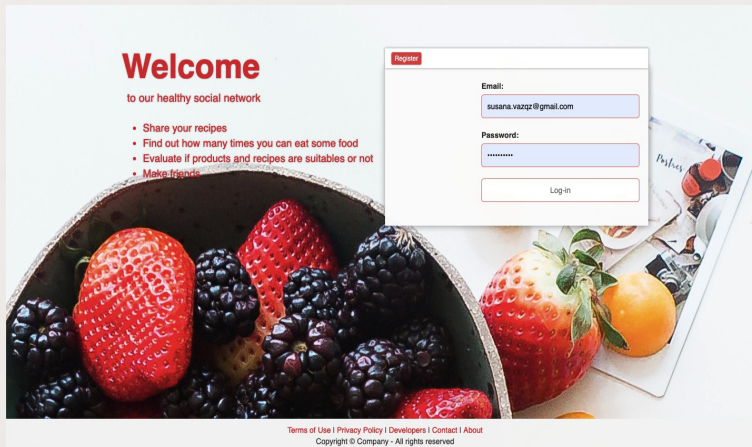 Welcome
to our healthy social network
• Share your recipes
• Find out how many times you can eat some food
• Evaluate if products and recipes are suitables or not
• Make friends
Register
Email:
susana.vazqz@gmail.com
Password:
••••••••••
Log-in
Postres
Terms of Use I Privacy Policy I Developers I Contact I About
Copyright © Company - All rights reserved